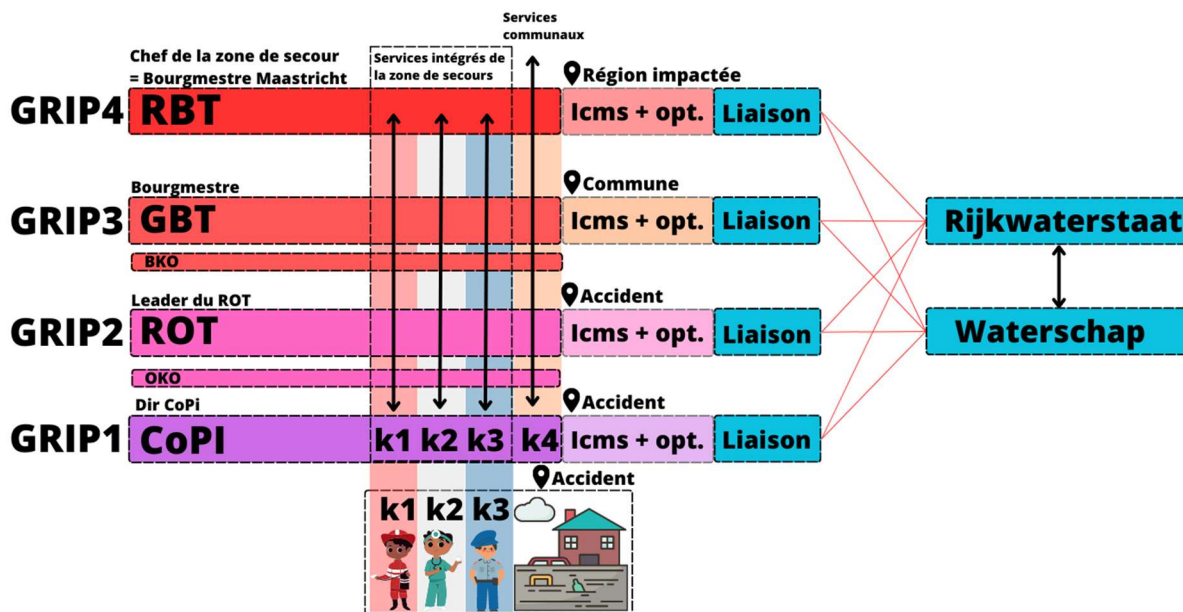 Services
communaux
Chef de la zone de secour
= Bourgmestre Maastricht
Services intégrés de
la zone de secours
Région impactée
GRIP4
RBT
Icms + opt.
Liaison
Bourgmestre
Commune
GRIP3
GBT
Icms + opt.
Liaison
Rijkwaterstaat
BKO
Leader du ROT
Accident
GRIP2
ROT
Icms + opt.
Liaison
Waterschap
OKO
Dir CoPi
Accident
GRIP1
CoPI
k1
k2
k3
k4
Icms + opt.
Liaison
Accident
k1
k2
k3